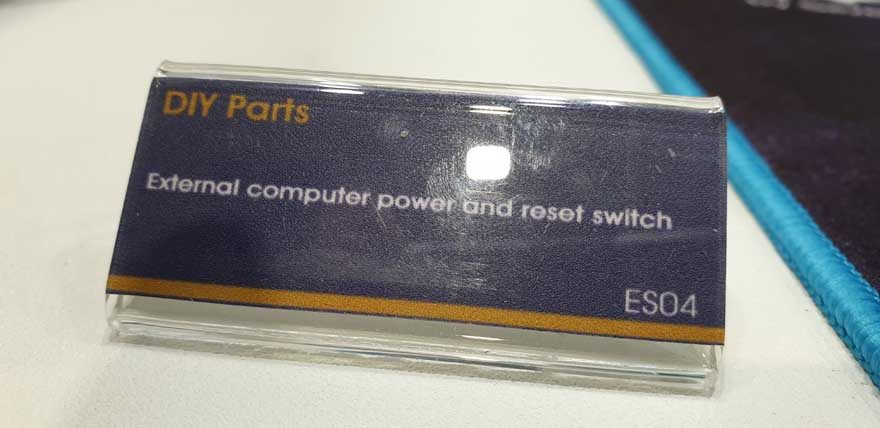 DIY Parts
External computer power and reset switch
ES04